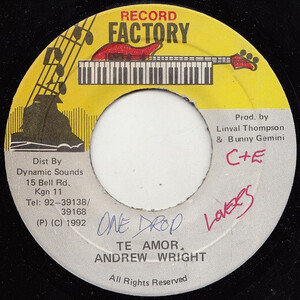 RECORD
FACTORY
Prod. by
Linval Thompson
& Bunny Gemini
C+E
Dist By
Dynamic Sounds
15 Bell Rd.
Kgn 11
Tel: 92-39138/
39168
(P) (C) 1992
ONE DROP
LOVERS
TE AMOR
ANDREW WRIGHT
All Rights Reserved